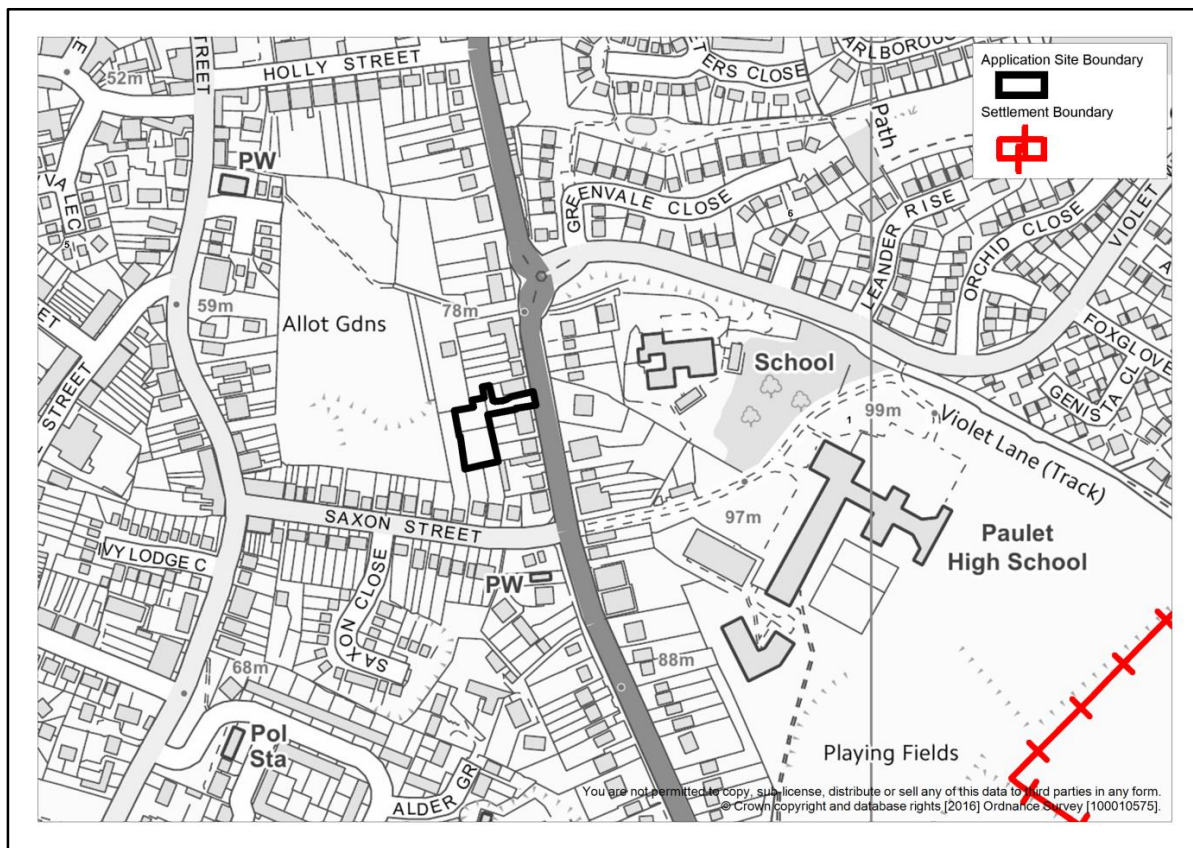 Application Site Boundary
Settlement Boundary
52m
STREET
HOLLY STREET
TERS CLOSE
PW
Path
5
GREENVALE CLOSE
6
LEANDER RISE
ORCHID CLOSE
VIOLET
59m
78m
Allot Gdns
STREET
School
FOXGLOVE
GENISTA CL
1
99m
Violet Lane (Track)
SAXON STREET
97m
Paulet
High School
IVY LODGE C
SAXON CLOSE
PW
88m
68m
Pol
Sta
ALDER GR
Playing Fields
You are not permitted to copy, sub-license, distribute or sell any of this data to third parties in any form.
© Crown copyright and database rights [2016] Ordnance Survey [100010575].